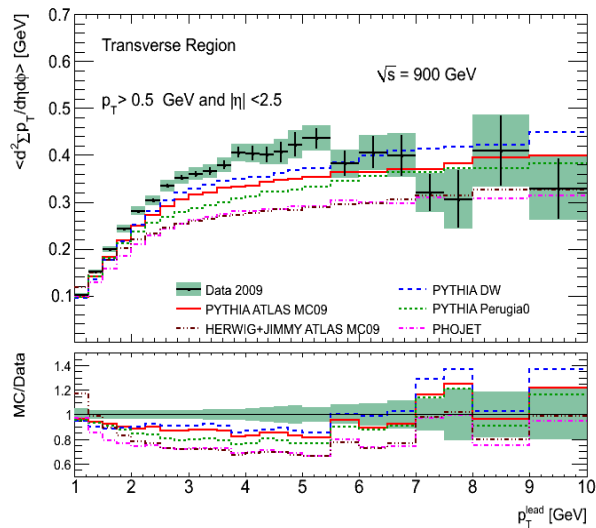 <d²Σp_T/dηdϕ> [GeV]
0.7
0.6
0.5
0.4
0.3
0.2
0.1
Transverse Region
√s = 900 GeV
p_T> 0.5 GeV and |η| <2.5
Data 2009
PYTHIA ATLAS MC09
HERWIG+JIMMY ATLAS MC09
PYTHIA DW
PYTHIA Perugia0
PHOJET
MC/Data
1.4
1.2
1
0.8
0.6
1 2 3 4 5 6 7 8 9 10
p_T^lead [GeV]